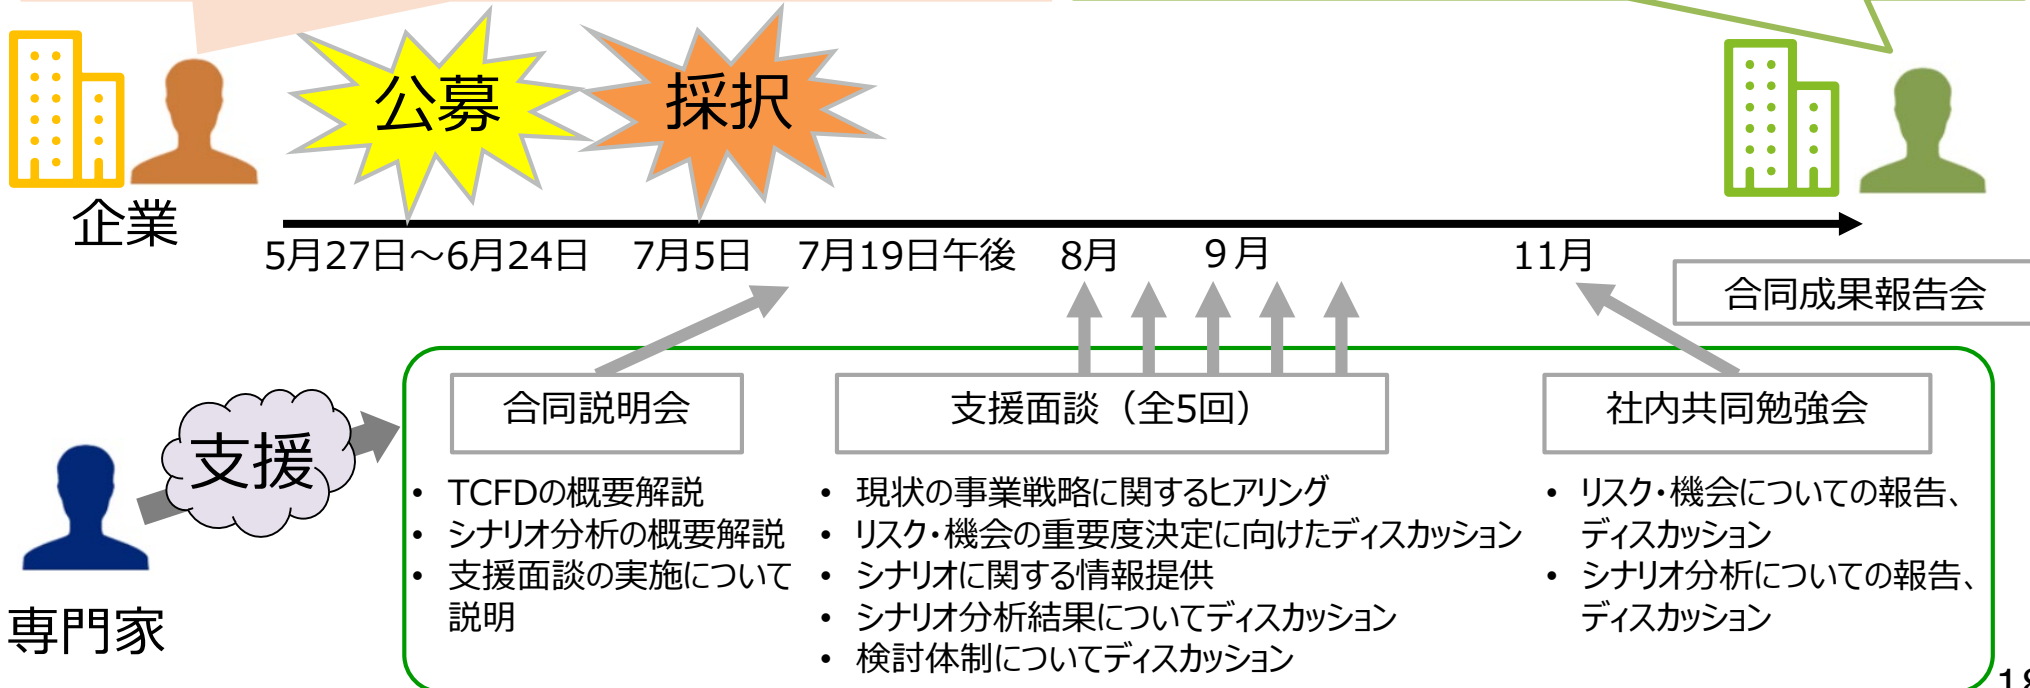 公募
採択
企業
5月27日～6月24日
7月5日
7月19日午後
8月
９月
11月
合同成果報告会
支援
専門家
合同説明会
• TCFDの概要解説
• シナリオ分析の概要解説
• 支援面談の実施について
説明
支援面談（全5回）
• 現状の事業戦略に関するヒアリング
• リスク・機会の重要度決定に向けたディスカッション
• シナリオに関する情報提供
• シナリオ分析結果についてディスカッション
• 検討体制についてディスカッション
社内共同勉強会
• リスク・機会についての報告、
ディスカッション
• シナリオ分析についての報告、
ディスカッション